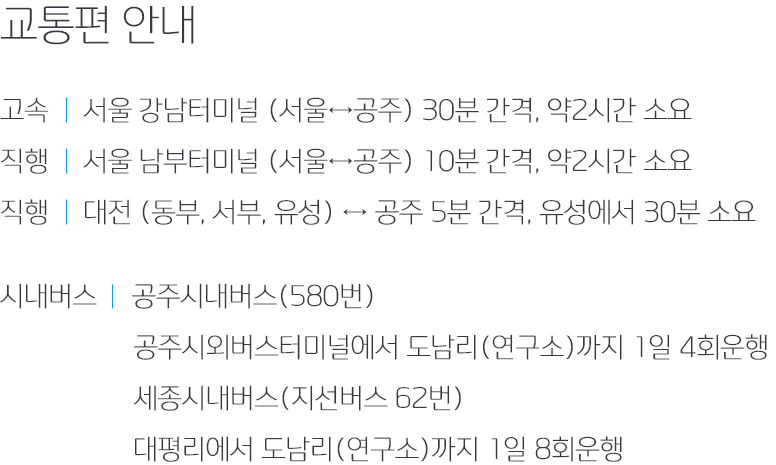 교통편 안내
고속 | 서울 강남터미널 (서울↔공주) 30분 간격, 약2시간 소요
직행 | 서울 남부터미널 (서울↔공주) 10분 간격, 약2시간 소요
직행 | 대전 (동부, 서부, 유성) ↔ 공주 5분 간격, 유성에서 30분 소요
시내버스 | 공주시내버스(580번)
공주시외버스터미널에서 도남리(연구소)까지 1일 4회운행
세종시내버스(지선버스 62번)
대평리에서 도남리(연구소)까지 1일 8회운행